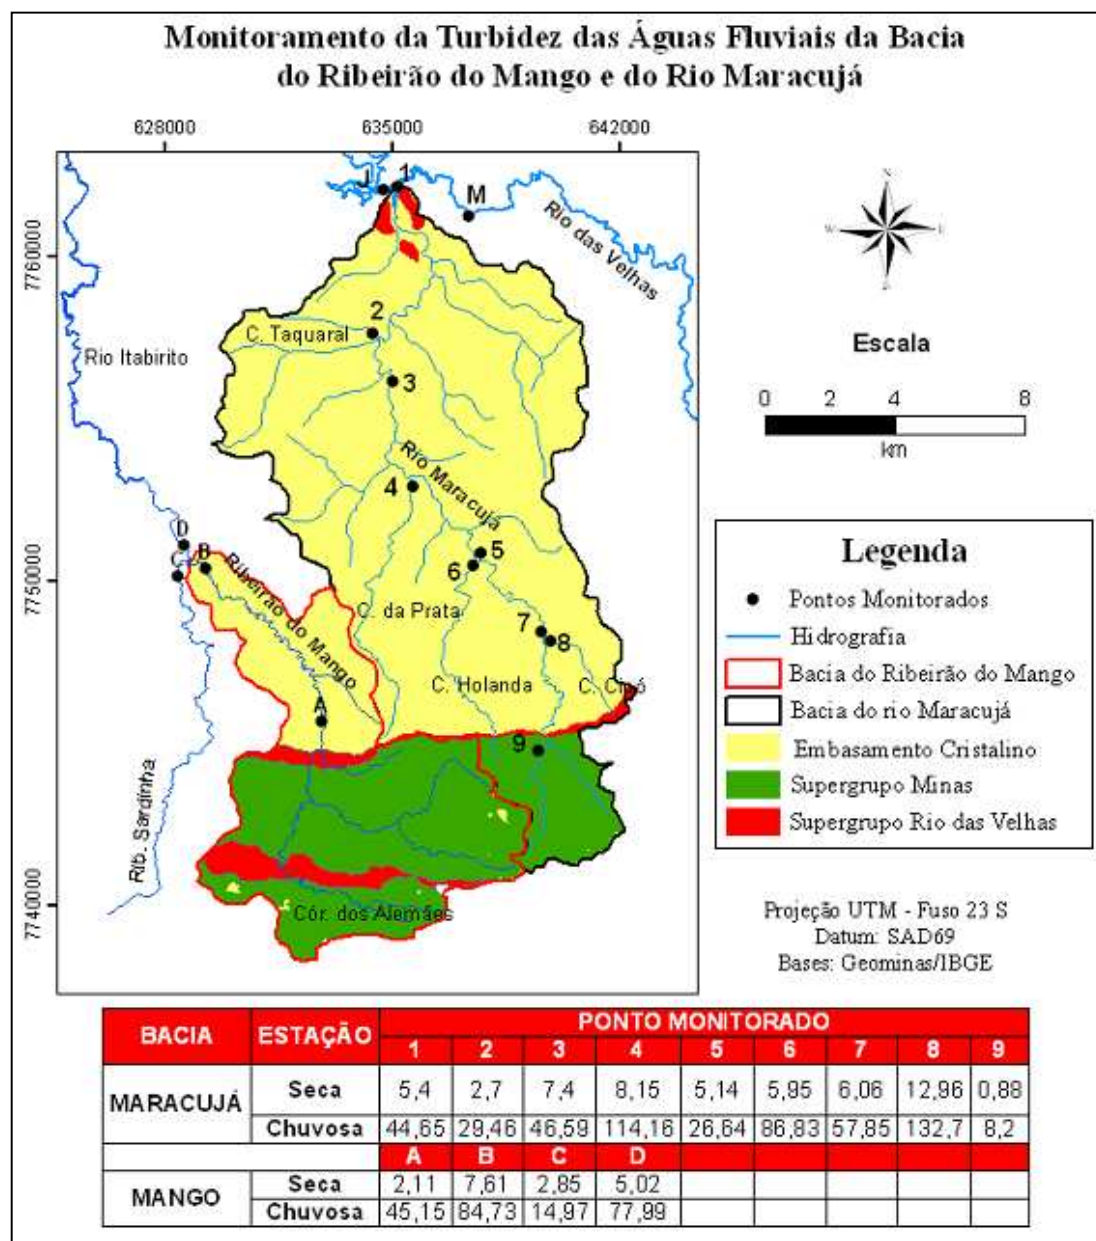 Monitoramento da Turbidez das Águas Fluviais da Bacia
do Ribeirão do Mango e do Rio Maracujá
628000 635000 642000
7760000
7750000
7740000
J 1
M
Rio das Velhas
2
C. Taquaral
Rio Itabirito
3
Rio Maracujá
4
5
6
D
B
C
Ribeirão do Mango
C. da Prata
7
8
C. Holanda
A
9
Rib. Sardinha
Cór. dos Alemães
N
W E
S
Escala
0 2 4 8
km
Legenda
Pontos Monitorados
Hidrografia
Bacia do Ribeirão do Mango
Bacia do rio Maracujá
Embasamento Cristalino
Supergrupo Minas
Supergrupo Rio das Velhas
Projeção UTM - Fuso 23 S
Datum: SAD69
Bases: Geominas/IBGE
BACIA ESTAÇÃO PONTO MONITORADO
1 2 3 4 5 6 7 8 9
MARACUJÁ Seca 5,4 2,7 7,4 8,15 5,14 5,95 6,06 12,96 0,88
Chuvosa 44,65 29,46 46,59 114,16 26,64 86,83 57,85 132,7 8,2
A B C D
MANGO Seca 2,11 7,61 2,85 5,02
Chuvosa 45,15 84,73 14,97 77,99